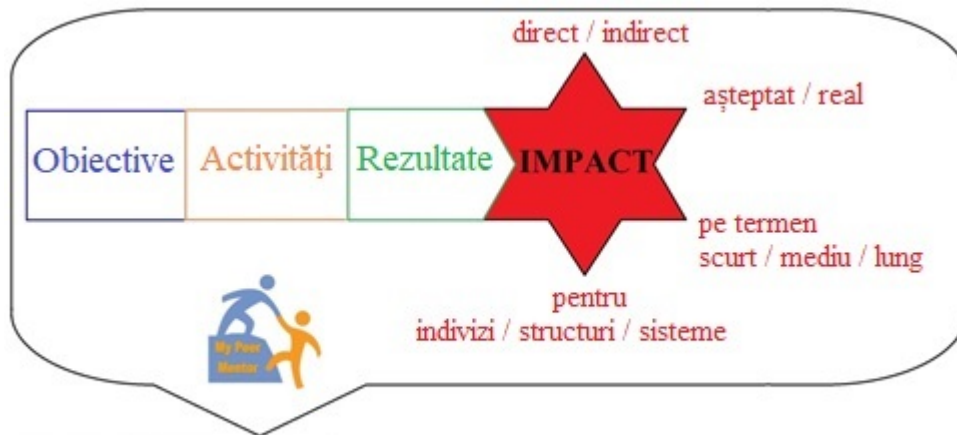 direct / indirect
așteptat / real
Obiective
Activități
Rezultate
IMPACT
pe termen
scurt / mediu / lung
pentru
indivizi / structuri / sisteme
My Peer
Mentor